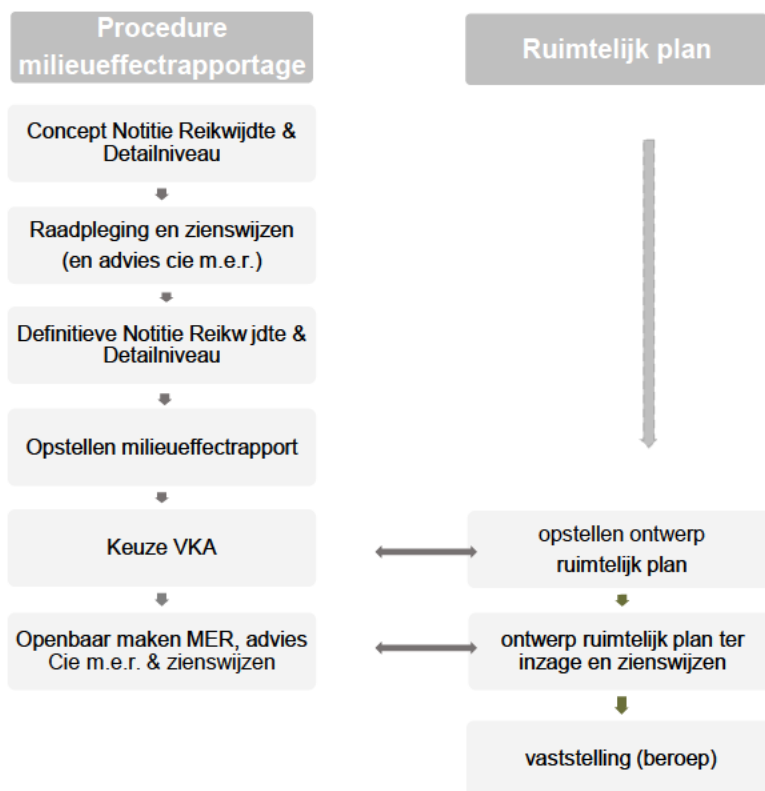 Procedure
milieueffectrapportage
Concept Notitie Reikwijdte &
Detailniveau
Raadpleging en zienswijzen
(en advies cie m.e.r.)
Definitieve Notitie Reikw jdte &
Detailniveau
Opstellen milieueffectrapport
Keuze VKA
Openbaar maken MER, advies
Cie m.e.r. & zienswijzen
Ruimtelijk plan
opstellen ontwerp
ruimtelijk plan
ontwerp ruimtelijk plan ter
inzage en zienswijzen
vaststelling (beroep)